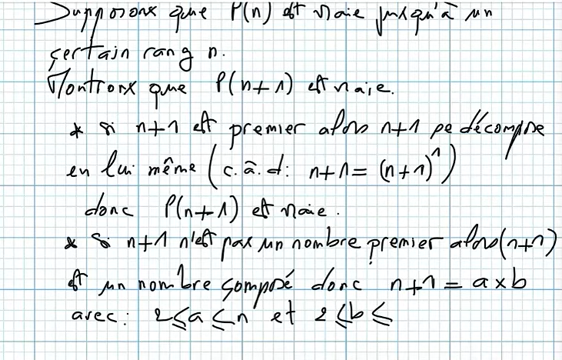 Supposons que P(n) est vraie jusqu'à un
certain rang n.
Montrons que P(n+1) est vraie.
* si n+1 est premier alors n+1 se décompose
en lui même (c.à.d: n+1 = (n+1)^1)
donc P(n+1) est vraie.
* si n+1 n'est pas un nombre premier alors (n+1)
est un nombre composé donc n+1 = a×b
avec: 2⩽a⩽n et 2⩽b⩽